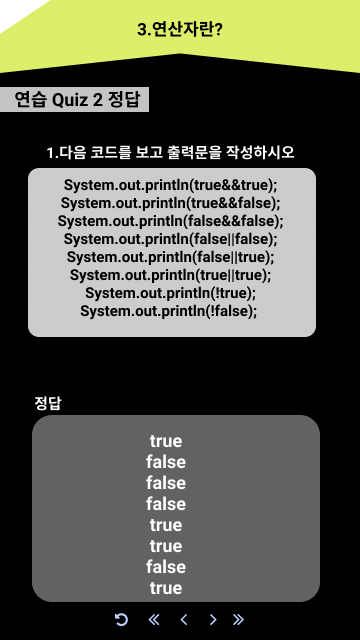 3.연산자란?
연습 Quiz 2 정답
1.다음 코드를 보고 출력문을 작성하시오
System.out.println(true&&true);
System.out.println(true&&false);
System.out.println(false&&false);
System.out.println(false||false);
System.out.println(false||true);
System.out.println(true||true);
System.out.println(!true);
System.out.println(!false);
정답
true
false
false
false
true
true
false
true